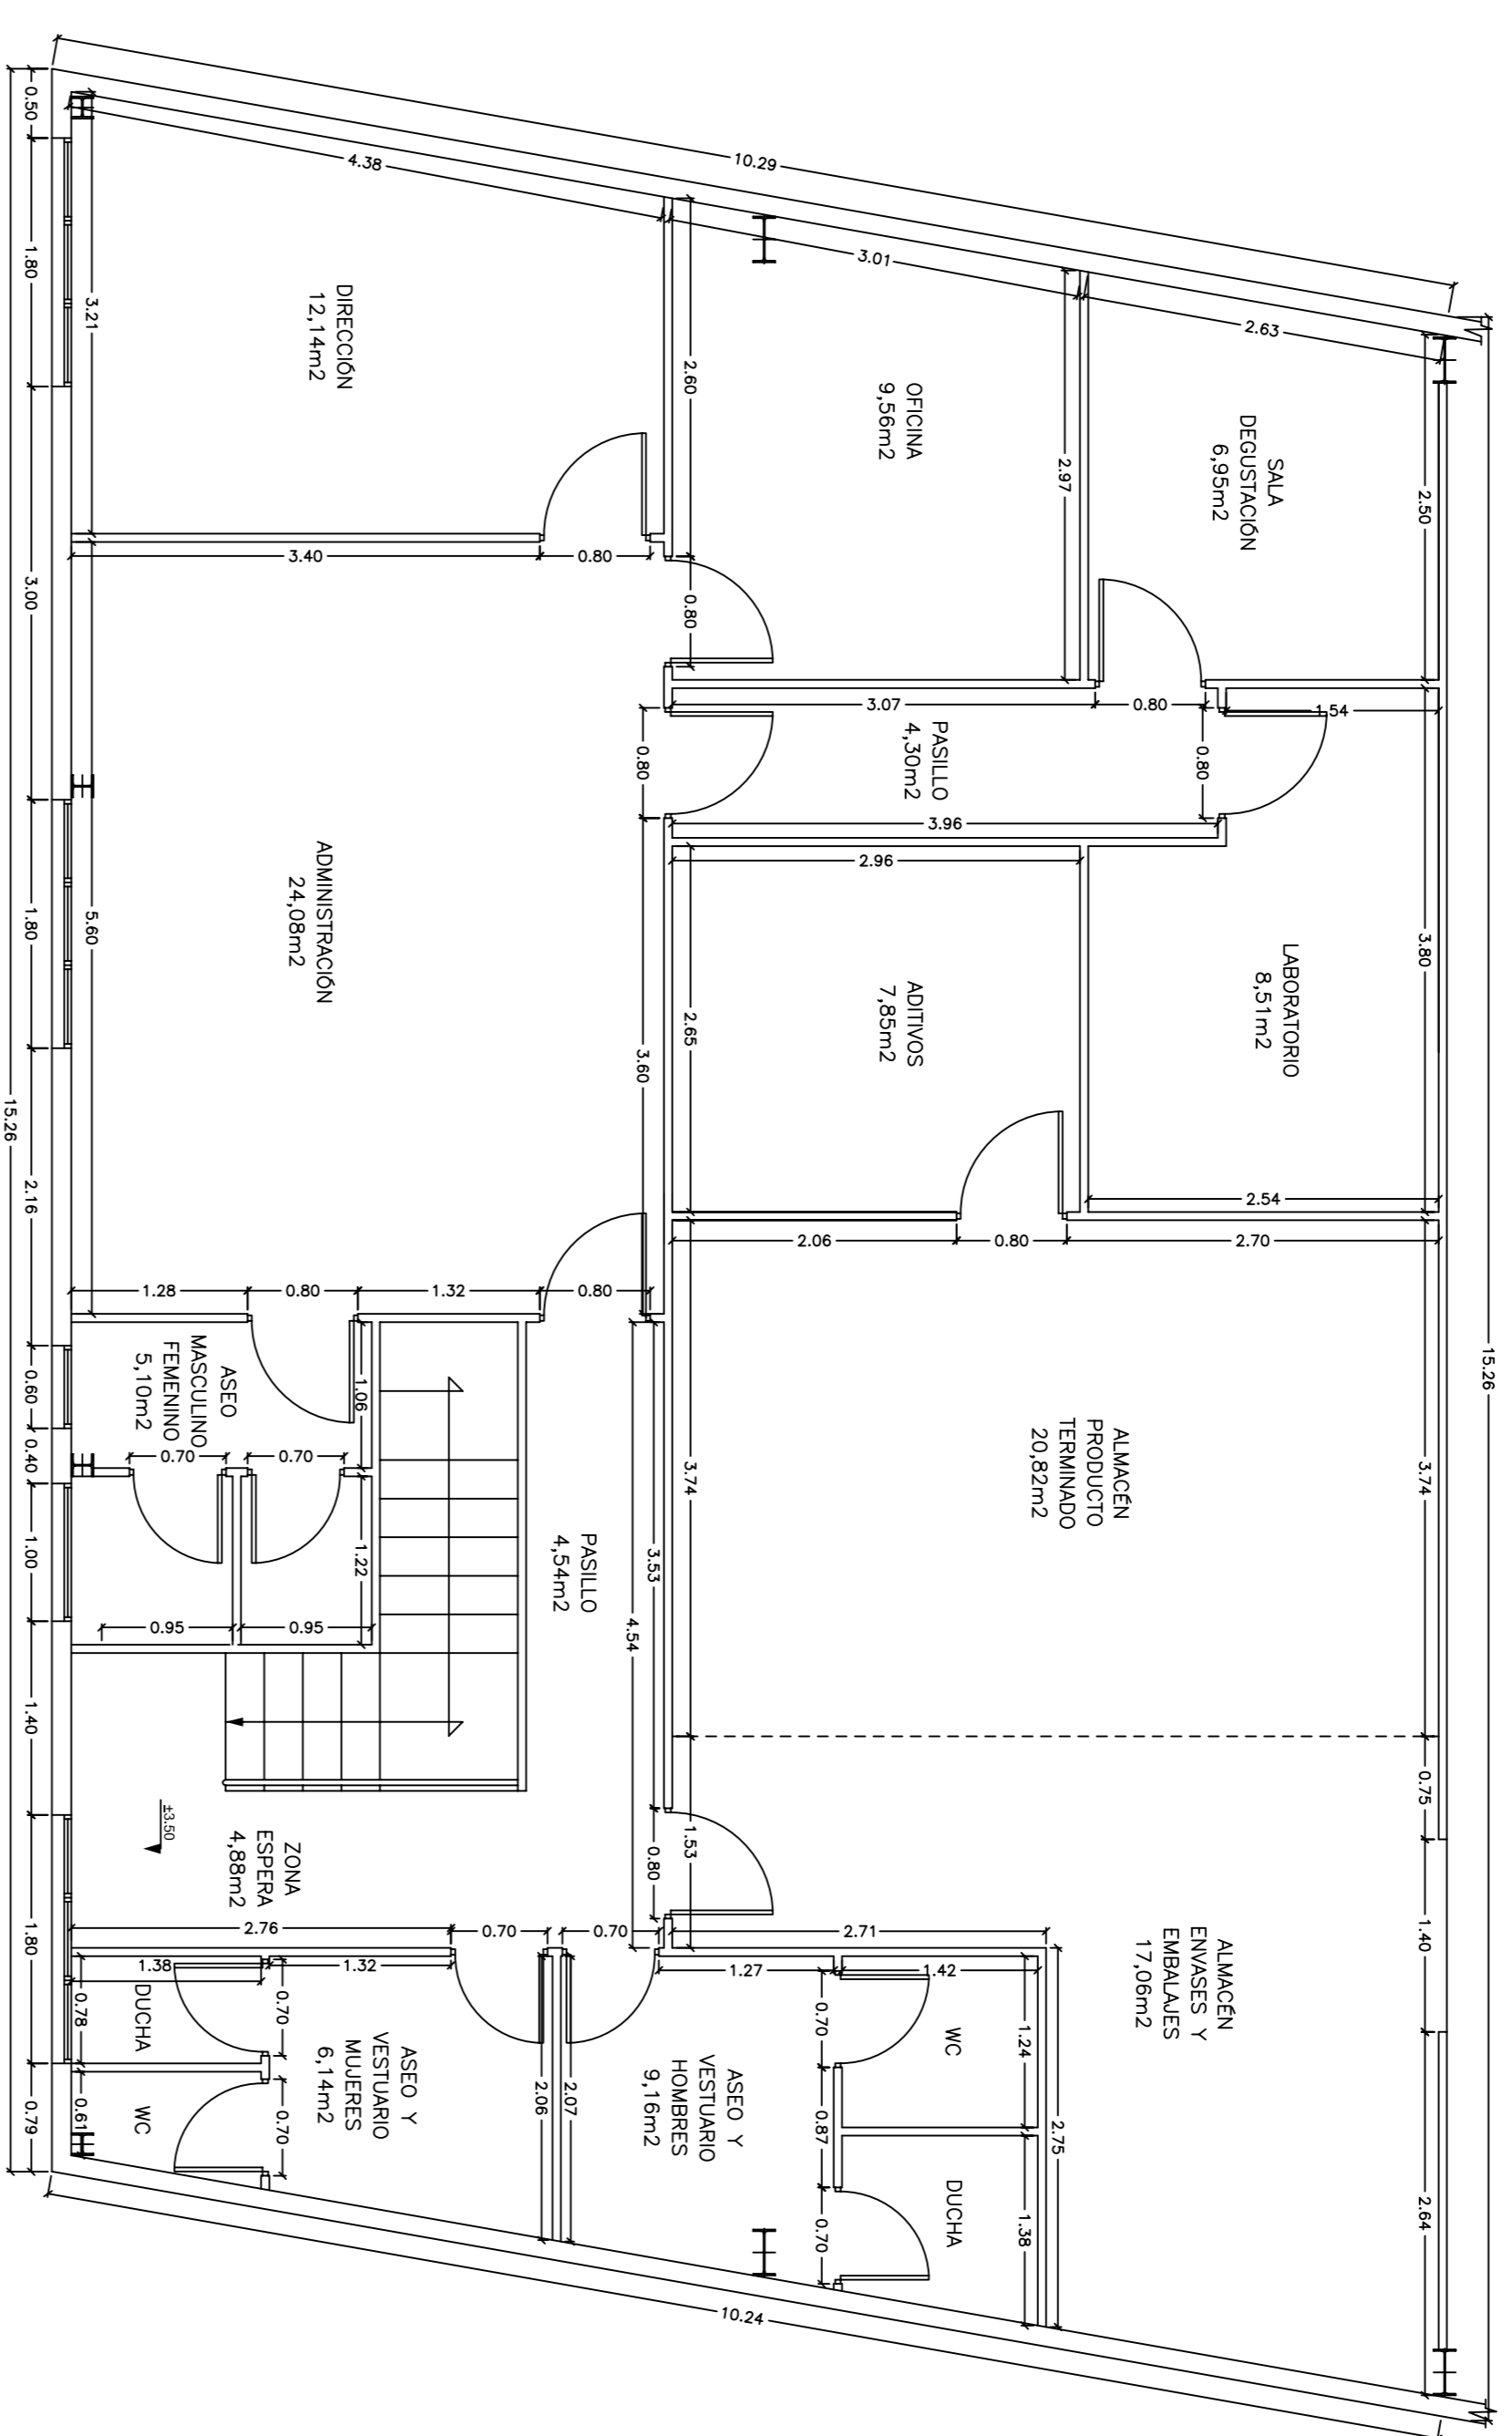 10.29
4.38
3.01
2.63
15.26
0.50
1.80
3.00
1.80
2.16
0.60
0.40
1.00
1.40
1.80
0.79
15.26
3.21
5.60
DIRECCIÓN
12,14m2
3.40
0.80
2.60
0.80
OFICINA
9,56m2
2.97
SALA
DEGUSTACIÓN
6,95m2
2.50
3.07
0.80
1.54
0.80
PASILLO
4,30m2
0.80
3.96
2.96
ADMINISTRACIÓN
24,08m2
3.60
2.65
ADITIVOS
7,85m2
LABORATORIO
8,51m2
3.80
2.54
2.06
0.80
2.70
1.28
0.80
1.32
0.80
ASEO
MASCULINO
FEMENINO
5,10m2
1.06
0.70
0.70
1.22
0.95
0.95
PASILLO
4,54m2
3.53
4.54
0.80
3.74
1.53
ALMACÉN
PRODUCTO
TERMINADO
20,82m2
3.74
0.75
1.40
2.64
±3.50
ZONA
ESPERA
4,88m2
2.76
0.70
0.70
2.71
1.38
1.32
1.27
1.42
DUCHA
0.78
0.70
WC
0.61
0.70
ASEO Y
VESTUARIO
MUJERES
6,14m2
2.06
2.07
ASEO Y
VESTUARIO
HOMBRES
9,16m2
0.70
0.87
0.70
WC
1.24
DUCHA
1.38
2.75
ALMACÉN
ENVASES Y
EMBALAJES
17,06m2
10.24